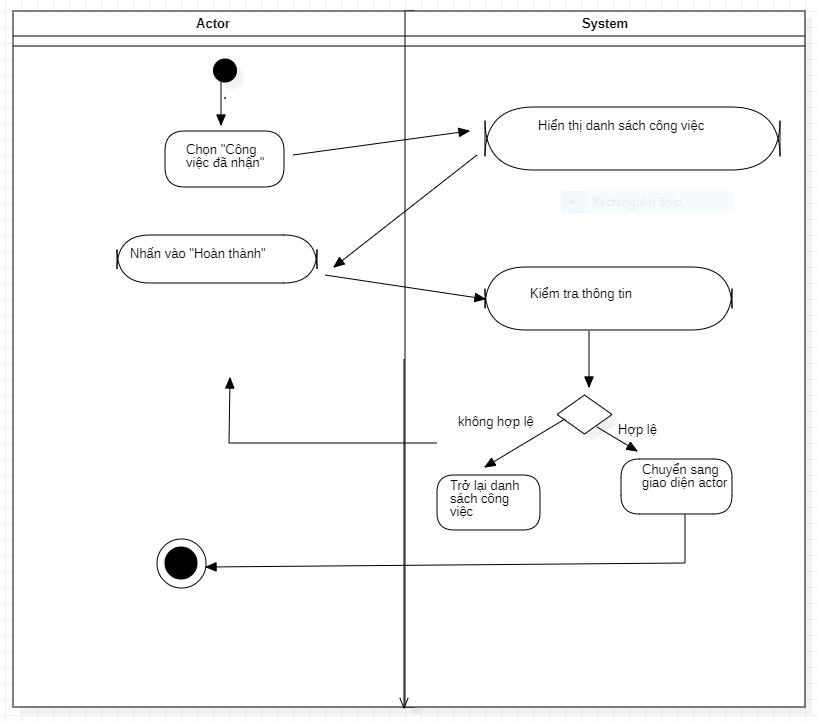 Actor
System
Chọn "Công
việc đã nhận"
Hiển thị danh sách công việc
Rectangular Snip
Nhấn vào "Hoàn thành"
Kiểm tra thông tin
không hợp lệ
Hợp lệ
Trở lại danh
sách công
việc
Chuyển sang
giao diện actor